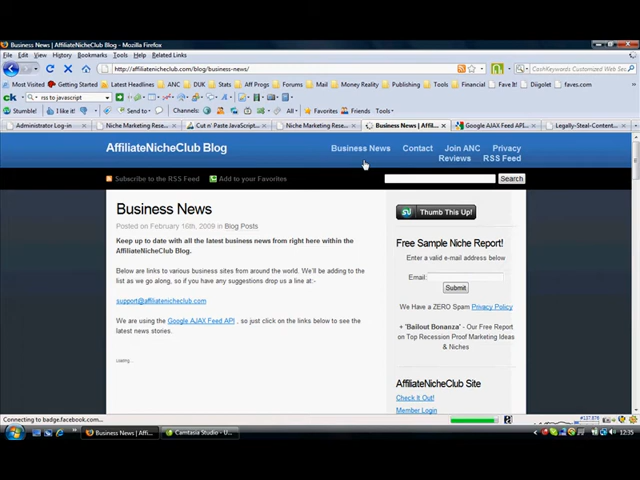 Business News | AffiliateNicheClub Blog - Mozilla Firefox
File Edit View History Bookmarks Tools Help Related Links
http://affiliatenicheclub.com/blog/business-news/
Most Visited Getting Started ANC DUK Stats Aff Progs Forums Mail Money Reality Publishing Tools Financial Fave It! Diigolet faves.com
ck rss to javascript
Stumble! I like it! Favorites Friends Tools
Administrator Log-in Niche Marketing Rese... Cut n' Paste JavaScript... Niche Marketing Rese... Business News | Affil... Google AJAX Feed API... Legally-Steal-Content...
AffiliateNicheClub Blog
Business News Contact Join ANC Privacy
Reviews RSS Feed
Subscribe to the RSS Feed Add to your Favorites
Search
Business News
Posted on February 16th, 2009 in Blog Posts
Keep up to date with all the latest business news from right here within the
AffiliateNicheClub Blog.
Below are links to various business sites from around the world. We'll be adding to the
list as we go along, so if you have any suggestions drop us a line at:-
support@affiliatenicheclub.com
We are using the Google AJAX Feed API , so just click on the links below to see the
latest news stories.
loading...
Thumb This Up!
Free Sample Niche Report!
Enter a valid e-mail address below
Email:
Submit
We Have a ZERO Spam Privacy Policy
+ 'Bailout Bonanza' - Our Free Report
on Top Recession Proof Marketing Ideas
& Niches
AffiliateNicheClub Site
Check it Out!
Member Login
Connecting to badge.facebook.com...
Business News | Affi... Camtasia Studio - U... 12:35